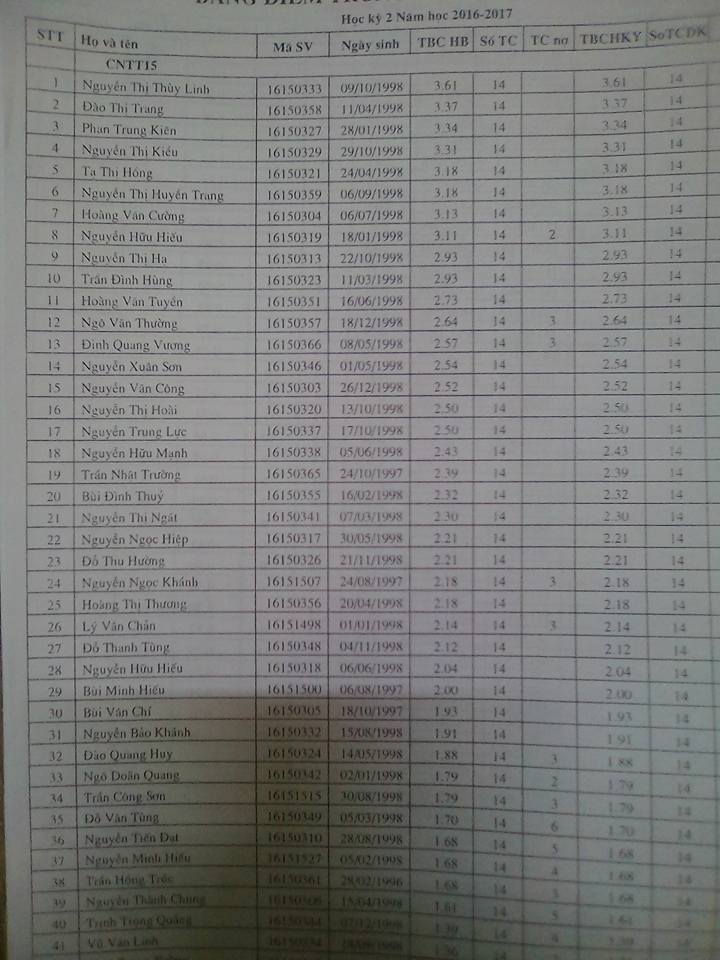 BẢNG ĐIỂM
Học kỳ 2 Năm học 2016-2017
STT Họ và tên Mã SV Ngày sinh TBC HB Số TC TC nợ TBCHKY SoTCDK
CNTT15
1 Nguyễn Thị Thùy Linh 16150333 09/10/1998 3.61 14 3.61 14
2 Đào Thị Trang 16150358 11/04/1998 3.37 14 3.37 14
3 Phan Trung Kiên 16150327 28/01/1998 3.34 14 3.34 14
4 Nguyễn Thị Kiều 16150329 29/10/1998 3.31 14 3.31 14
5 Tạ Thị Hồng 16150321 24/04/1998 3.18 14 3.18 14
6 Nguyễn Thị Huyền Trang 16150359 06/09/1998 3.18 14 3.18 14
7 Hoàng Văn Cường 16150304 06/07/1998 3.13 14 3.13 14
8 Nguyễn Hữu Hiếu 16150319 18/01/1998 3.11 14 2 3.11 14
9 Nguyễn Thị Hạ 16150313 22/10/1998 2.93 14 2.93 14
10 Trần Đình Hùng 16150323 11/03/1998 2.93 14 2.93 14
11 Hoàng Văn Tuyển 16150351 16/06/1998 2.73 14 2.73 14
12 Ngô Văn Thường 16150357 18/12/1998 2.64 14 3 2.64 14
13 Đinh Quang Vương 16150366 08/05/1998 2.57 14 3 2.57 14
14 Nguyễn Xuân Sơn 16150346 01/05/1998 2.54 14 2.54 14
15 Nguyễn Văn Công 16150303 26/12/1998 2.52 14 2.52 14
16 Nguyễn Thị Hoài 16150320 13/10/1998 2.50 14 2.50 14
17 Nguyễn Trung Lực 16150337 17/10/1998 2.50 14 2.50 14
18 Nguyễn Hữu Mạnh 16150338 05/06/1998 2.43 14 2.43 14
19 Trần Nhật Trường 16150365 24/10/1997 2.39 14 2.39 14
20 Bùi Đình Thuỷ 16150355 16/02/1998 2.32 14 2.32 14
21 Nguyễn Thị Ngát 16150341 07/03/1998 2.30 14 2.30 14
22 Nguyễn Ngọc Hiệp 16150317 30/05/1998 2.21 14 2.21 14
23 Đỗ Thu Hường 16150326 21/11/1998 2.21 14 2.21 14
24 Nguyễn Ngọc Khánh 16151507 24/08/1997 2.18 14 3 2.18 14
25 Hoàng Thị Thương 16150356 20/04/1998 2.18 14 2.18 14
26 Lý Văn Chẩn 16151498 01/01/1998 2.14 14 3 2.14 14
27 Đỗ Thanh Tùng 16150348 04/11/1998 2.12 14 2.12 14
28 Nguyễn Hữu Hiếu 16150318 06/06/1998 2.04 14 2.04 14
29 Bùi Minh Hiếu 16151500 06/08/1997 2.00 14 2.00 14
30 Bùi Văn Chí 16150305 18/10/1997 1.93 14 1.93 14
31 Nguyễn Bảo Khánh 16150332 15/08/1998 1.91 14 1.91 14
32 Đào Quang Huy 16150324 14/05/1998 1.88 14 3 1.88 14
33 Ngô Doãn Quang 16150342 02/01/1998 1.79 14 2 1.79 14
34 Trần Công Sơn 16151515 30/08/1998 1.79 14 3 1.79 14
35 Đỗ Văn Tùng 16150349 05/03/1998 1.70 14 6 1.70 14
36 Nguyễn Tiến Đạt 16150310 28/08/1998 1.68 14 5 1.68 14
37 Nguyễn Minh Hiếu 16151527 05/02/1998 1.68 14 4 1.68 14
38 Trần Hồng 16150361 28/02/1996 1.68 14 3 1.68 14
39 Nguyễn Thành Chung 16150306 15/04/1998 1.61 14 5 1.61 14
40 Trịnh Trọng Quảng 07/12/1998 1.39 14 4 1.39 14
41 Vũ Văn Linh 1.36 14